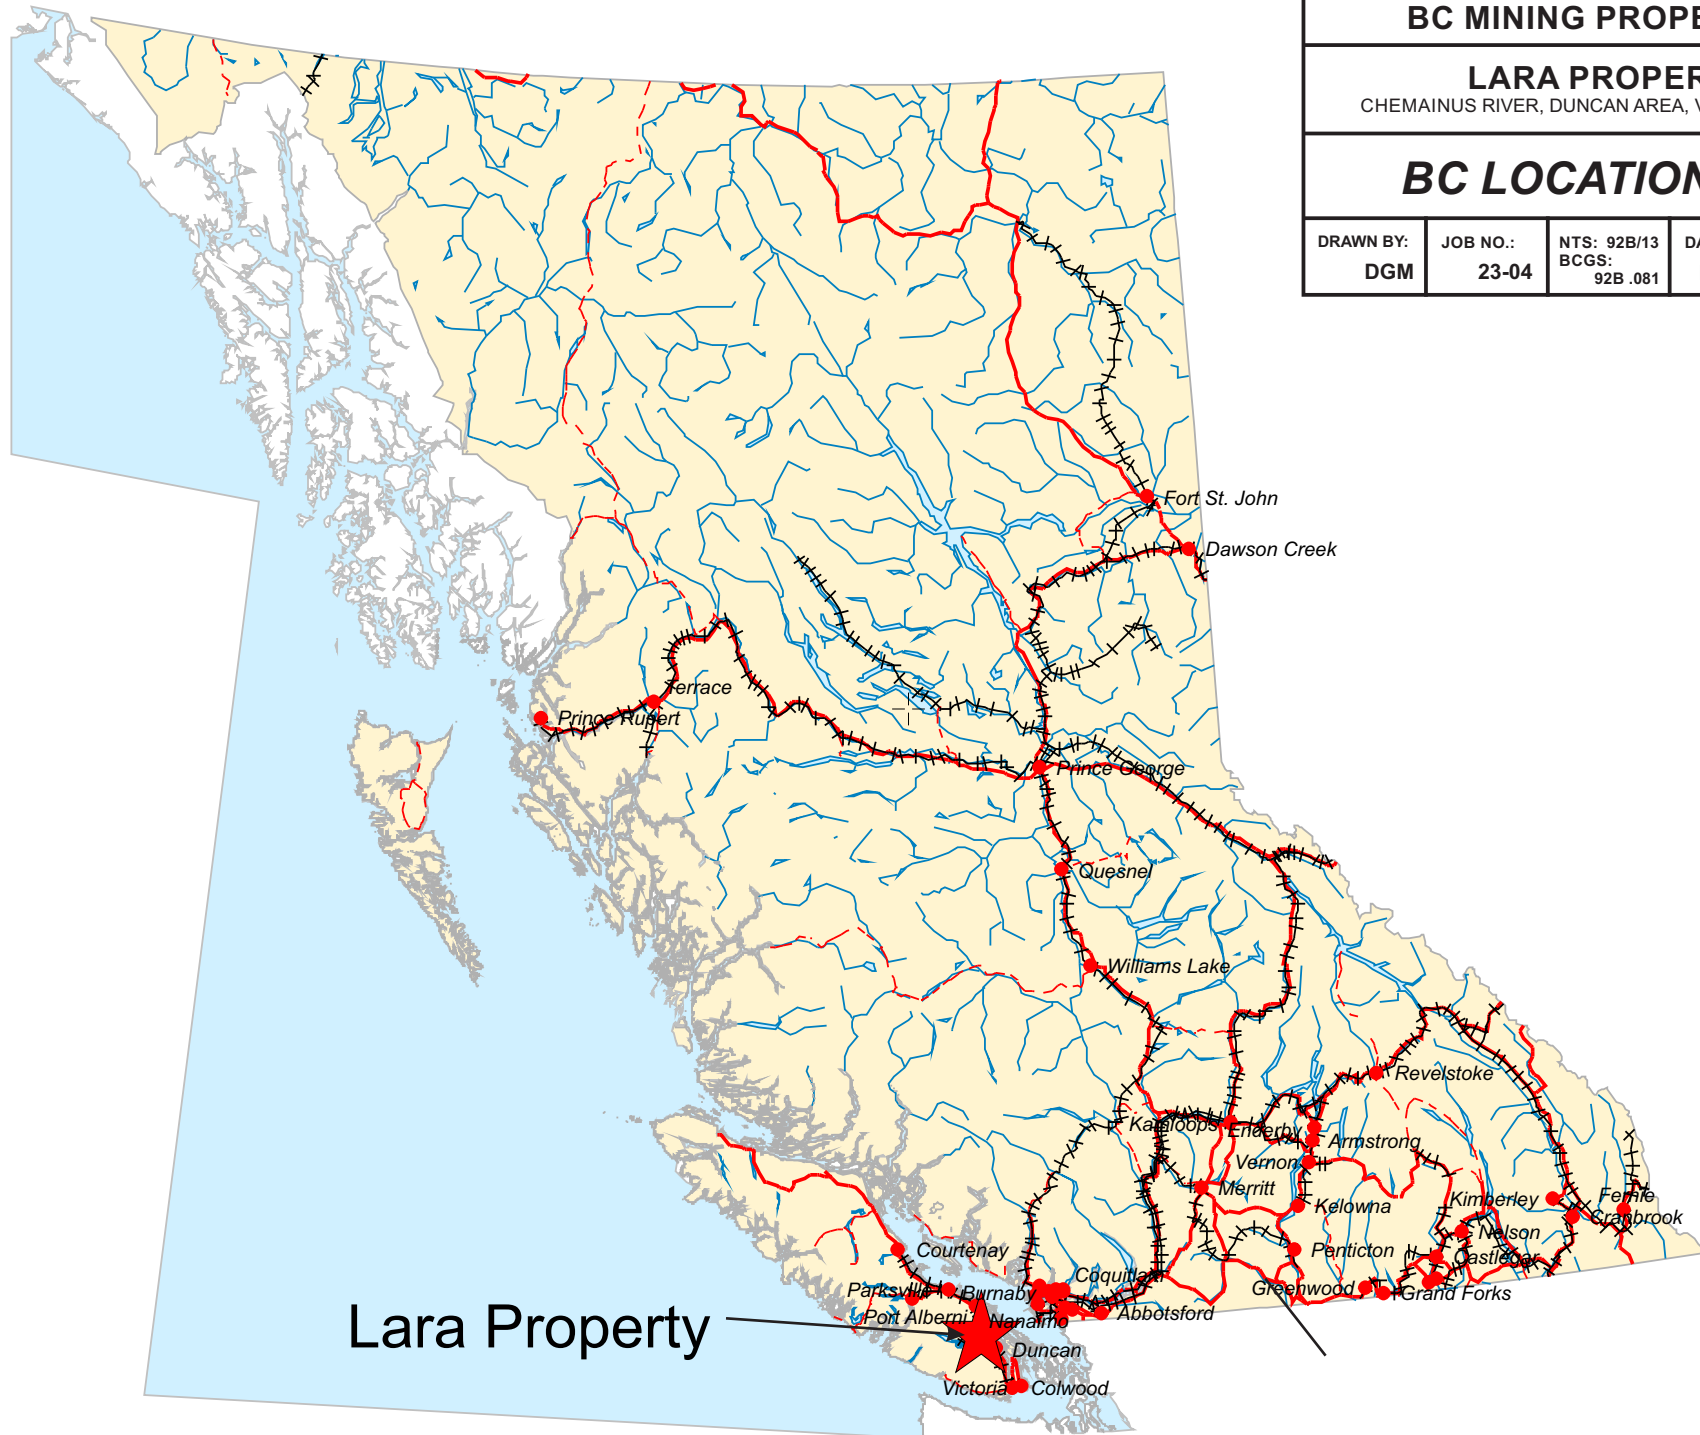 BC MINING PROPE
LARA PROPER
CHEMAINUS RIVER, DUNCAN AREA, V
BC LOCATION
DRAWN BY:
DGM
JOB NO.:
23-04
NTS: 92B/13
BCGS:
92B .081
DA
Fort St. John
Dawson Creek
Terrace
Prince Rupert
Prince George
Quesnel
Williams Lake
Revelstoke
Kamloops
Enderby
Armstrong
Vernon
Merritt
Kelowna
Kimberley
Fernie
Cranbrook
Nelson
Courtenay
Penticton
Castlegar
Coquitlam
Parksville
Burnaby
Greenwood
Grand Forks
Port Alberni
Nanaimo
Abbotsford
Lara Property
Duncan
Victoria
Colwood